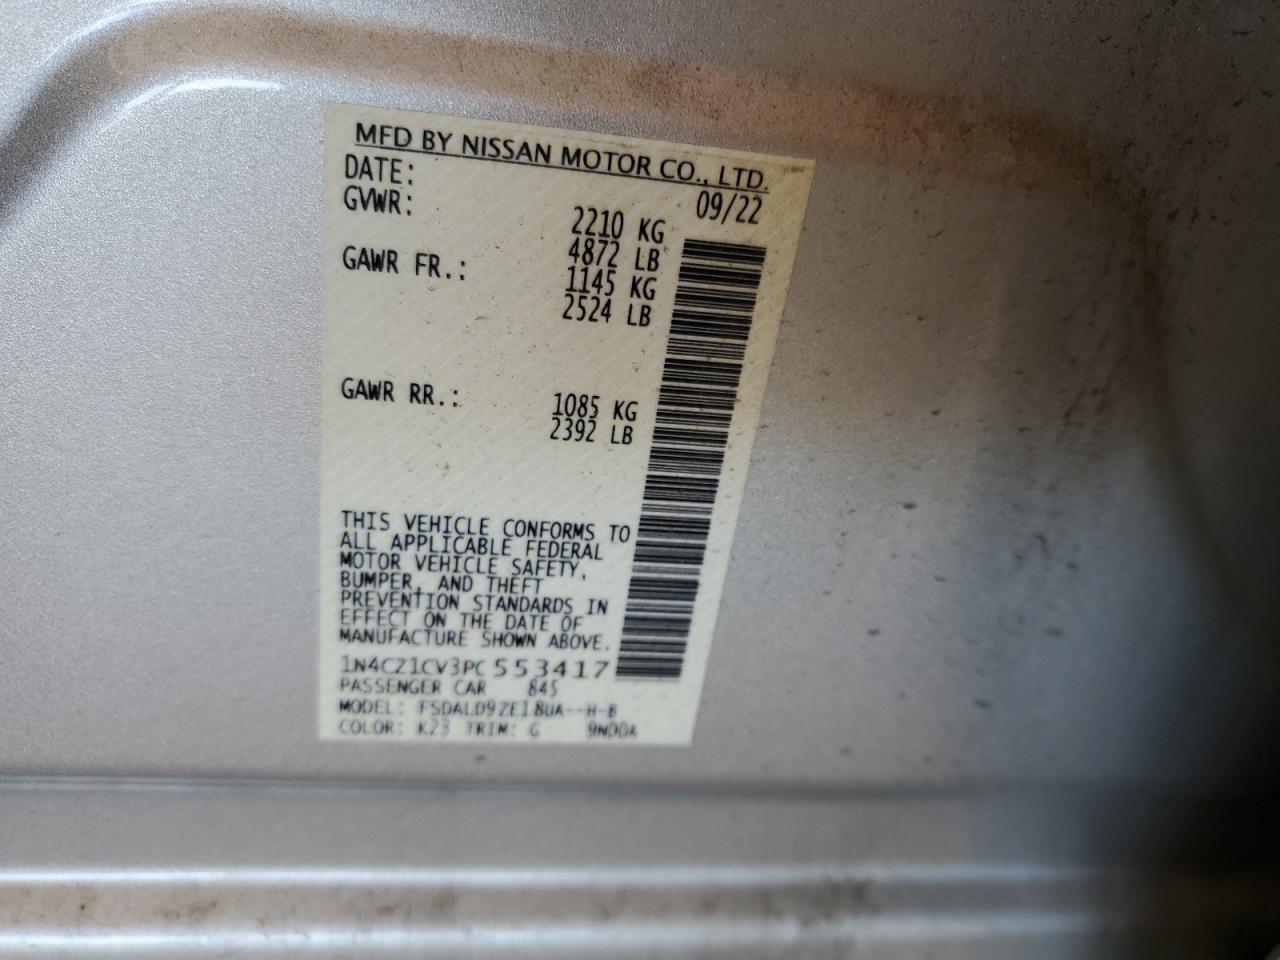 MFD BY NISSAN MOTOR CO., LTD.
DATE: 09/22
GVWR: 2210 KG
4872 LB
GAWR FR.: 1145 KG
2524 LB
GAWR RR.: 1085 KG
2392 LB
THIS VEHICLE CONFORMS TO
ALL APPLICABLE FEDERAL
MOTOR VEHICLE SAFETY,
BUMPER, AND THEFT
PREVENTION STANDARDS IN
EFFECT ON THE DATE OF
MANUFACTURE SHOWN ABOVE.
1N4CZ1CV3PC553417
PASSENGER CAR 845
MODEL: FSDALD9ZE18UA--H-B
COLOR: K23 TRIM: G 9N00A